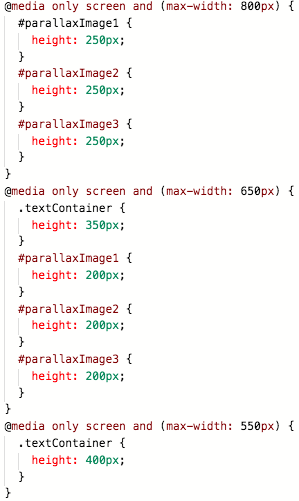 @media only screen and (max-width: 800px) {
  #parallaxImage1 {
    height: 250px;
  }
  #parallaxImage2 {
    height: 250px;
  }
  #parallaxImage3 {
    height: 250px;
  }
}
@media only screen and (max-width: 650px) {
  .textContainer {
    height: 350px;
  }
  #parallaxImage1 {
    height: 200px;
  }
  #parallaxImage2 {
    height: 200px;
  }
  #parallaxImage3 {
    height: 200px;
  }
}
@media only screen and (max-width: 550px) {
  .textContainer {
    height: 400px;
  }
}